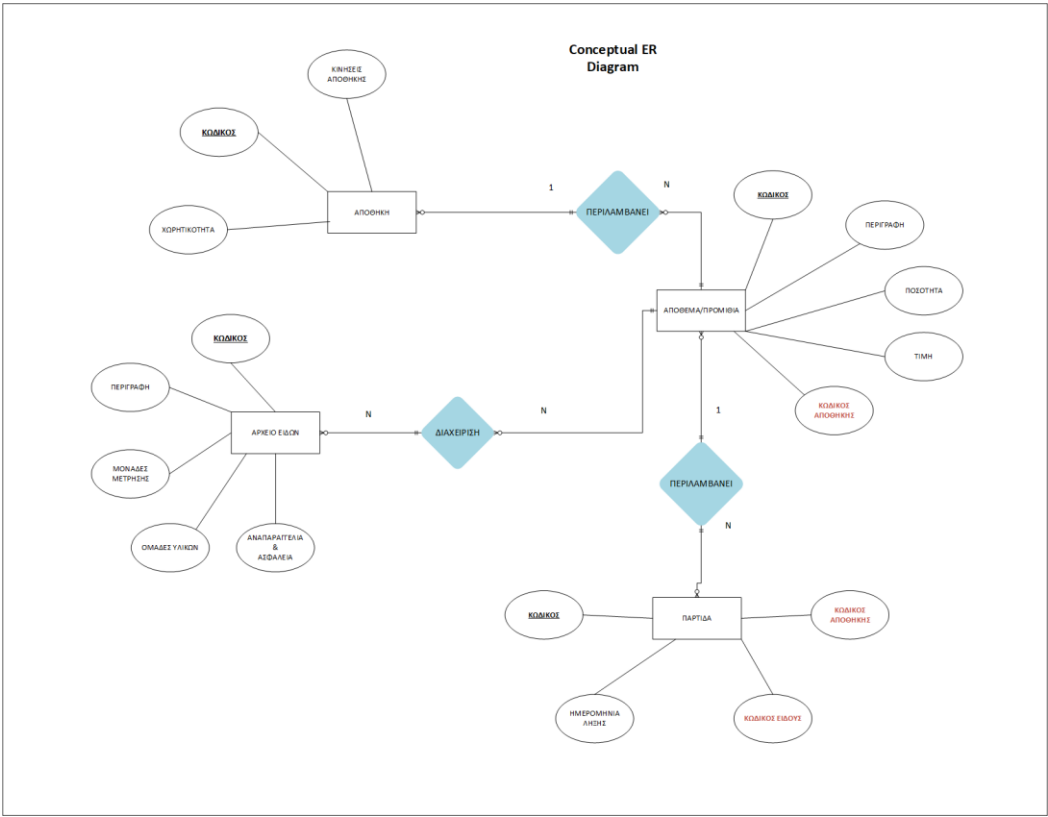 Conceptual ER
Diagram
ΚΙΝΗΣΕΙΣ
ΑΠΟΘΗΚΗΣ
ΚΩΔΙΚΟΣ
ΧΩΡΗΤΙΚΟΤΗΤΑ
ΑΠΟΘΗΚΗ
1
ΠΕΡΙΛΑΜΒΑΝΕΙ
N
ΚΩΔΙΚΟΣ
ΠΕΡΙΓΡΑΦΗ
ΠΟΣΟΤΗΤΑ
ΤΙΜΗ
ΚΩΔΙΚΟΣ
ΑΠΟΘΗΚΗΣ
ΑΠΟΘΕΜΑ/ΠΡΟΜΙΘΙΑ
ΚΩΔΙΚΟΣ
ΠΕΡΙΓΡΑΦΗ
ΜΟΝΑΔΕΣ
ΜΕΤΡΗΣΗΣ
ΟΜΑΔΕΣ ΥΛΙΚΩΝ
ΑΝΑΠΑΡΑΓΓΕΛΙΑ
&
ΑΣΦΑΛΕΙΑ
ΑΡΧΕΙΟ ΕΙΔΩΝ
N
ΔΙΑΧΕΙΡΙΣΗ
N
1
ΠΕΡΙΛΑΜΒΑΝΕΙ
N
ΚΩΔΙΚΟΣ
ΠΑΡΤΙΔΑ
ΚΩΔΙΚΟΣ
ΑΠΟΘΗΚΗΣ
ΗΜΕΡΟΜΗΝΙΑ
ΛΗΞΗΣ
ΚΩΔΙΚΟΣ ΕΙΔΟΥΣ